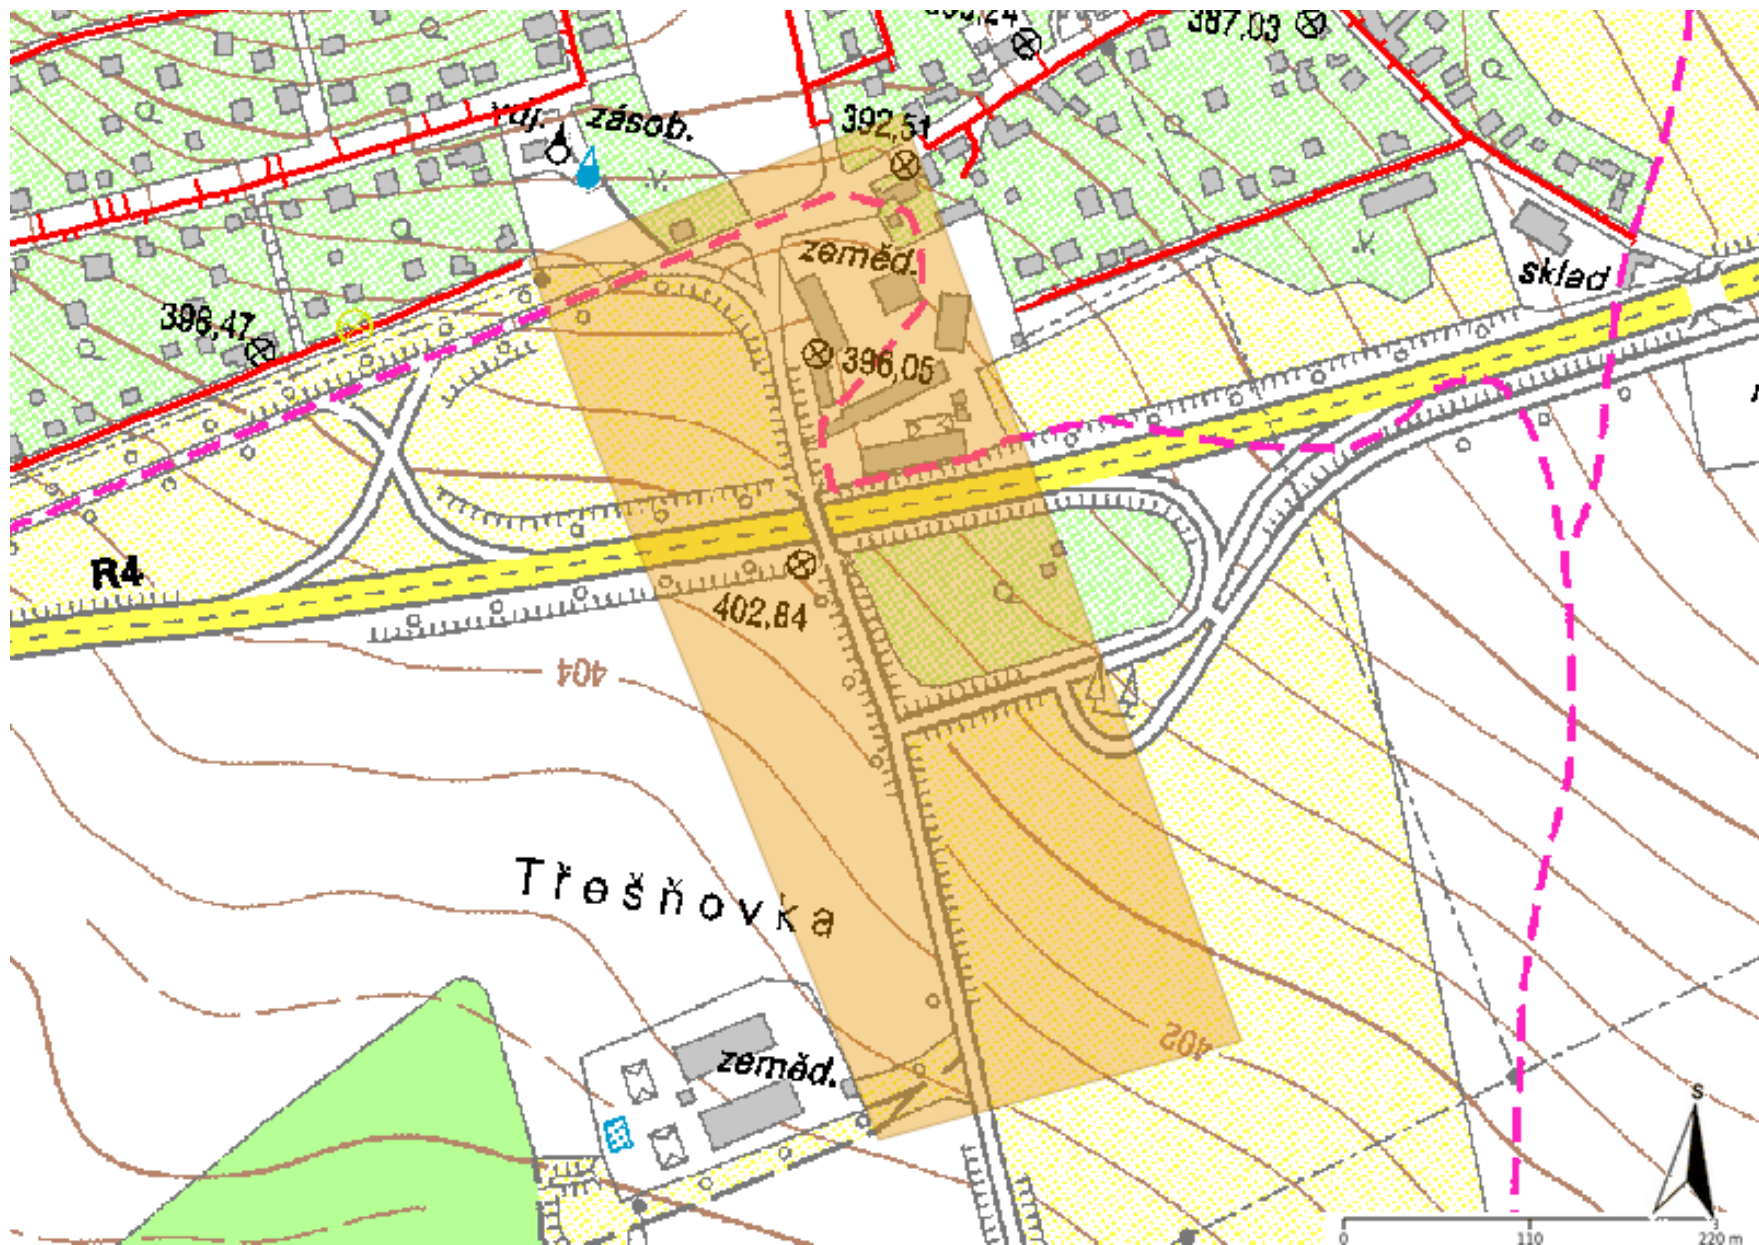 387,03
zásob.
392,51
zeměd.
sklad
396,47
396,05
R4
402,84
404
Třešňovka
402
zeměd.
S
0
110
220 m